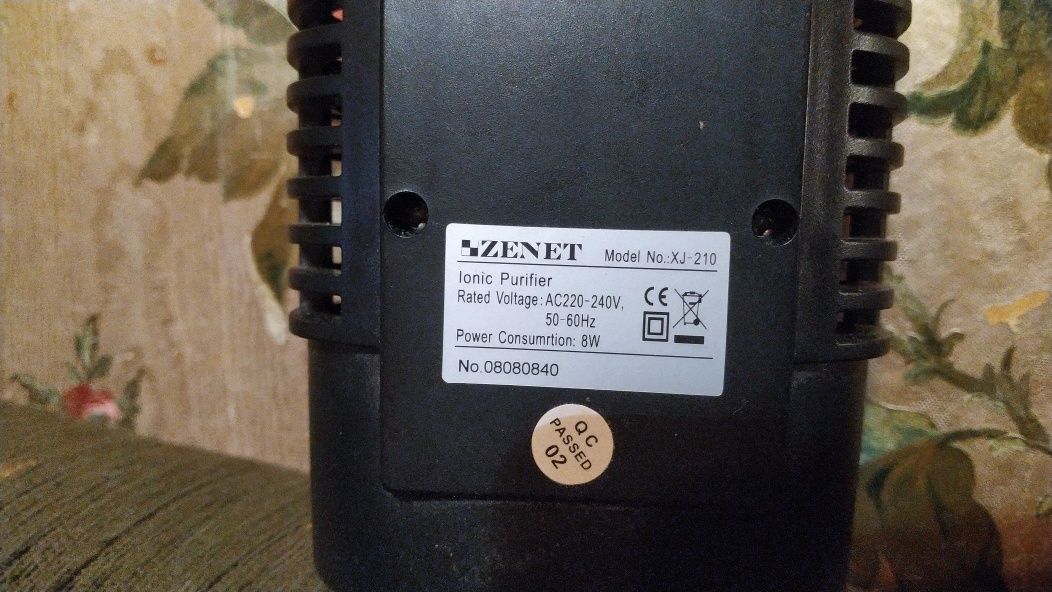 ZENET Model No.:XJ-210
Ionic Purifier
Rated Voltage: AC220-240V,
50-60Hz
CE
Power Consumrtion: 8W
No.08080840
QC
PASSED
02